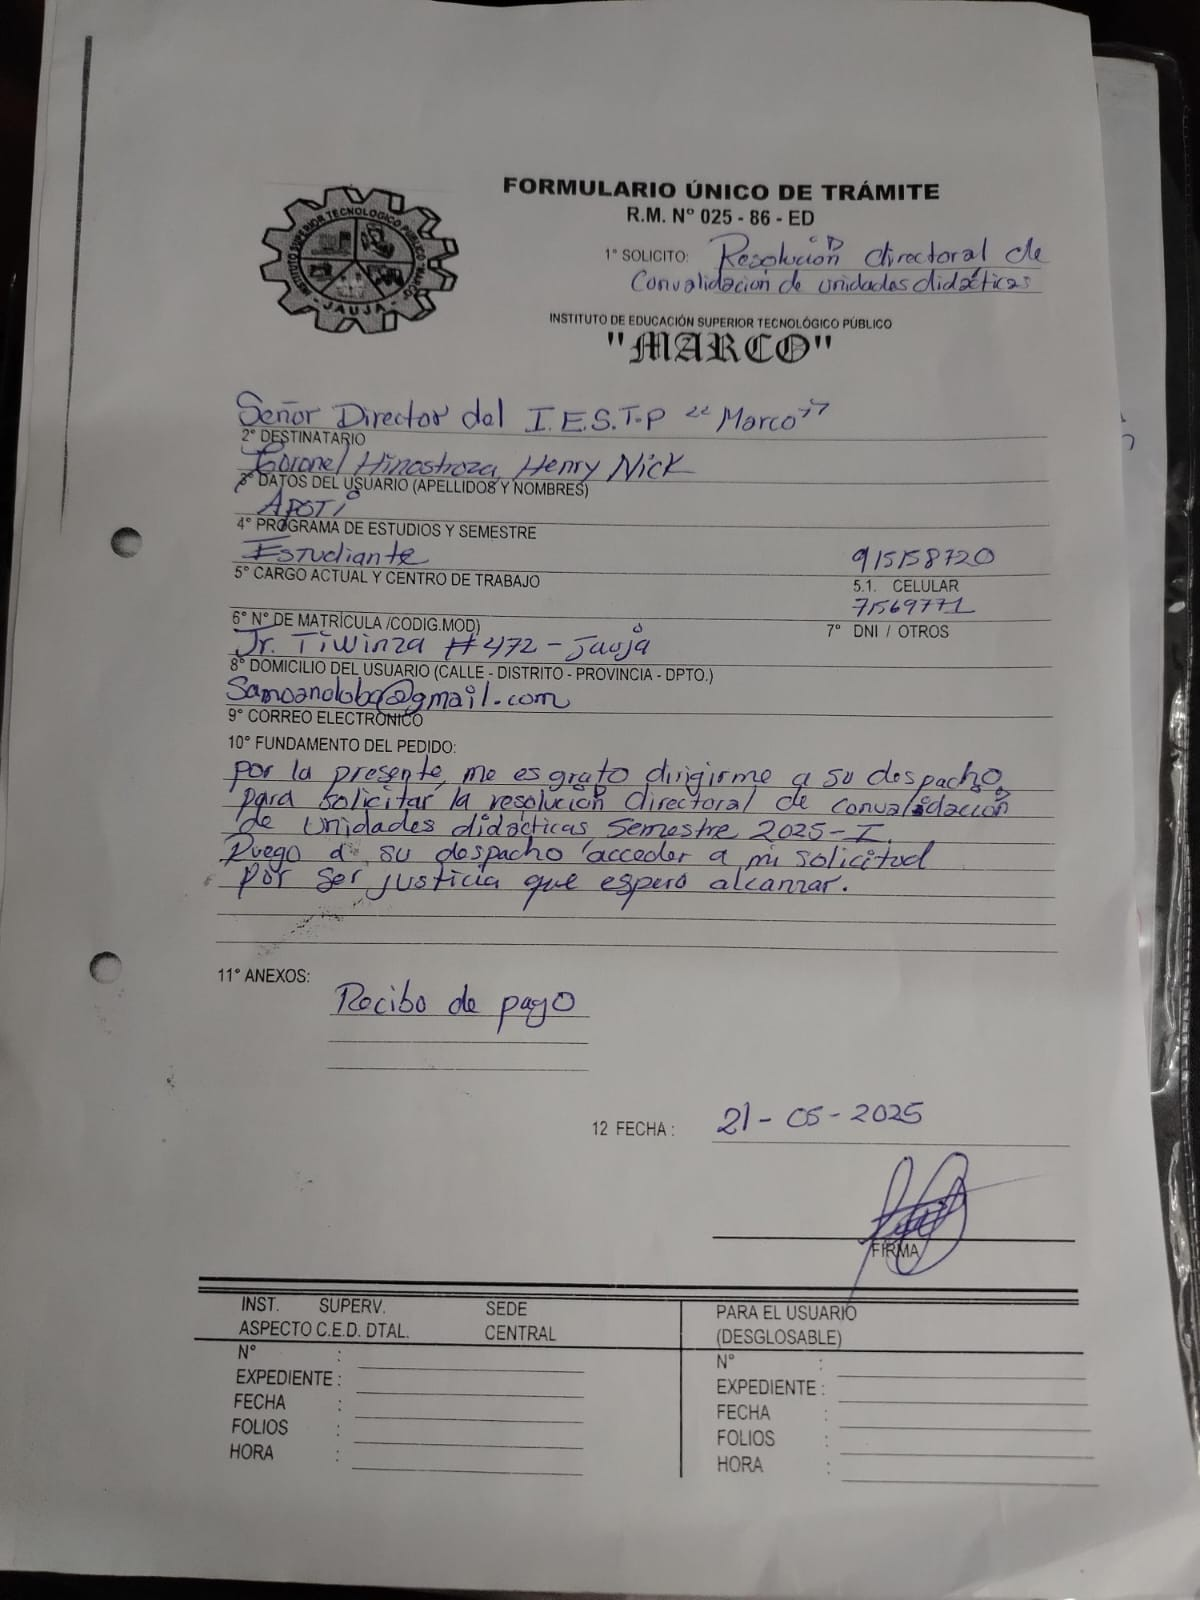 INSTITUTO SUPERIOR TECNOLOGICO PÚBLICO MARCO - JAUJA -
FORMULARIO ÚNICO DE TRÁMITE
R.M. N° 025 - 86 - ED
1° SOLICITO: Resolución directoral de
Convalidacion de unidades didácticas
INSTITUTO DE EDUCACIÓN SUPERIOR TECNOLÓGICO PÚBLICO
"MARCO"
Señor Director del I.E.S.T.P "Marco"
2° DESTINATARIO
Coronel Hinostroza, Henry Nick
3° DATOS DEL USUARIO (APELLIDOS Y NOMBRES)
APSTI
4° PROGRAMA DE ESTUDIOS Y SEMESTRE
Estudiante 915158720
5° CARGO ACTUAL Y CENTRO DE TRABAJO 5.1. CELULAR
71569771
6° N° DE MATRÍCULA /CODIG.MOD) 7° DNI / OTROS
Jr. Tiwinza #472 - Jauja
8° DOMICILIO DEL USUARIO (CALLE - DISTRITO - PROVINCIA - DPTO.)
Samoanoloba@gmail.com
9° CORREO ELECTRÓNICO
10° FUNDAMENTO DEL PEDIDO:
por la presente, me es grato dirigirme a su despacho,
para solicitar la resolución directoral de convalidación
de Unidades didácticas, Semestre 2025-I.
Ruego a su despacho acceder a mi solicitud
por ser justicia que espero alcanzar.
11° ANEXOS:
Recibo de pago
12 FECHA: 21-05-2025
FIRMA
INST. SUPERV. SEDE PARA EL USUARIO
ASPECTO C.E.D. DTAL. CENTRAL (DESGLOSABLE)
N° : N° :
EXPEDIENTE : EXPEDIENTE :
FECHA : FECHA :
FOLIOS : FOLIOS :
HORA : HORA :